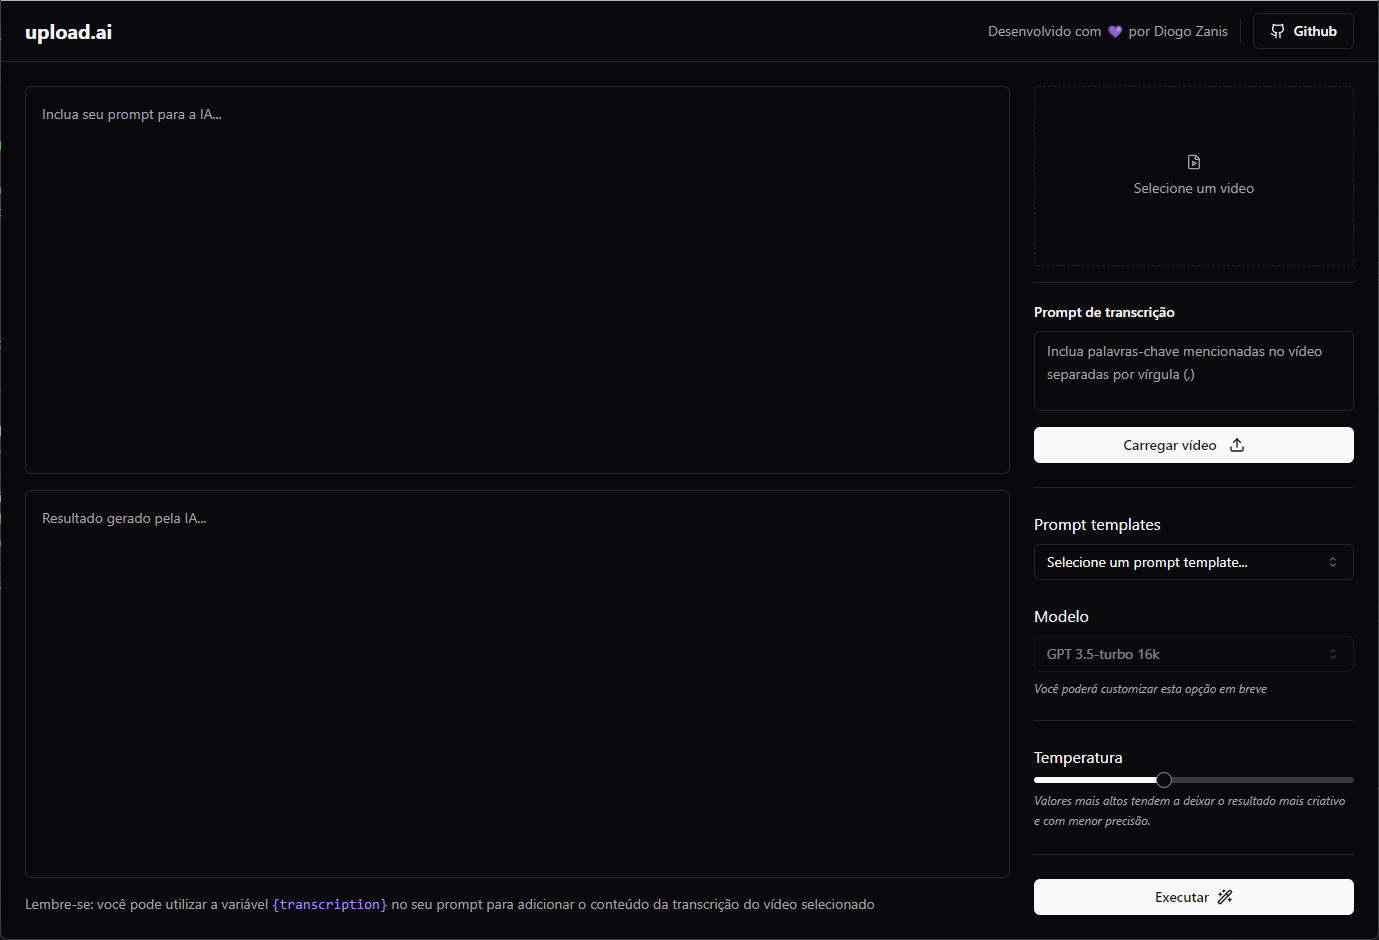 upload.ai
Desenvolvido com 💜 por Diogo Zanis
Github
Inclua seu prompt para a IA...
Resultado gerado pela IA...
Lembre-se: você pode utilizar a variável {transcription} no seu prompt para adicionar o conteúdo da transcrição do vídeo selecionado
Selecione um video
Prompt de transcrição
Inclua palavras-chave mencionadas no vídeo
separadas por vírgula (,)
Carregar vídeo
Prompt templates
Selecione um prompt template...
Modelo
GPT 3.5-turbo 16k
Você poderá customizar esta opção em breve
Temperatura
Valores mais altos tendem a deixar o resultado mais criativo
e com menor precisão.
Executar